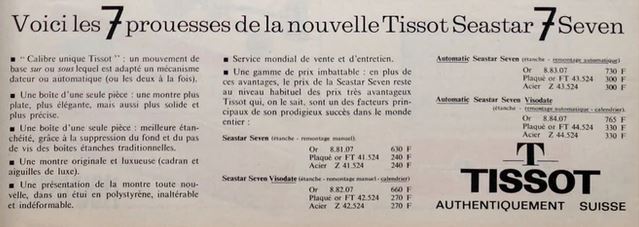 Voici les 7 prouesses de la nouvelle Tissot Seastar 7 Seven
■ "Calibre unique Tissot" : un mouvement de
base sur ou sous lequel est adapté un mécanisme
dateur ou automatique (ou les deux à la fois).
■ Une boîte d'une seule pièce : une montre plus
plate, plus élégante, mais aussi plus solide et
plus précise.
■ Une boîte d'une seule pièce : meilleure étan-
chéité, grâce à la suppression du fond et du pas
de vis des boîtes étanches traditionnelles.
■ Une montre originale et luxueuse (cadran et
aiguilles de luxe).
■ Une présentation de la montre toute nou-
velle, dans un étui en polystyrène, inaltérable
et indéformable.
■ Service mondial de vente et d'entretien.
■ Une gamme de prix imbattable : en plus de
ces avantages, le prix de la Seastar Seven reste
au niveau habituel des prix très avantageux
Tissot qui, on le sait, sont un des facteurs prin-
cipaux de son prodigieux succès dans le monde
entier :
Seastar Seven (étanche - remontage manuel).
Or 8.81.07 630 F
Plaqué or FT 41.524 240 F
Acier Z 41.524 240 F
Seastar Seven Visodate (étanche - remontage manuel - calendrier)
Or 8.82.07 660 F
Plaqué or FT 42.524 270 F
Acier Z 42.524 270 F
Automatic Seastar Seven (étanche - remontage automatique)
Or 8.83.07 730 F
Plaqué or FT 43.524 300 F
Acier Z 43.524 300 F
Automatic Seastar Seven Visodate
(étanche - remontage automatique - calendrier).
Or 8.84.07 765 F
Plaqué or FT 44.524 330 F
Acier Z 44.524 330 F
T
TISSOT
AUTHENTIQUEMENT SUISSE